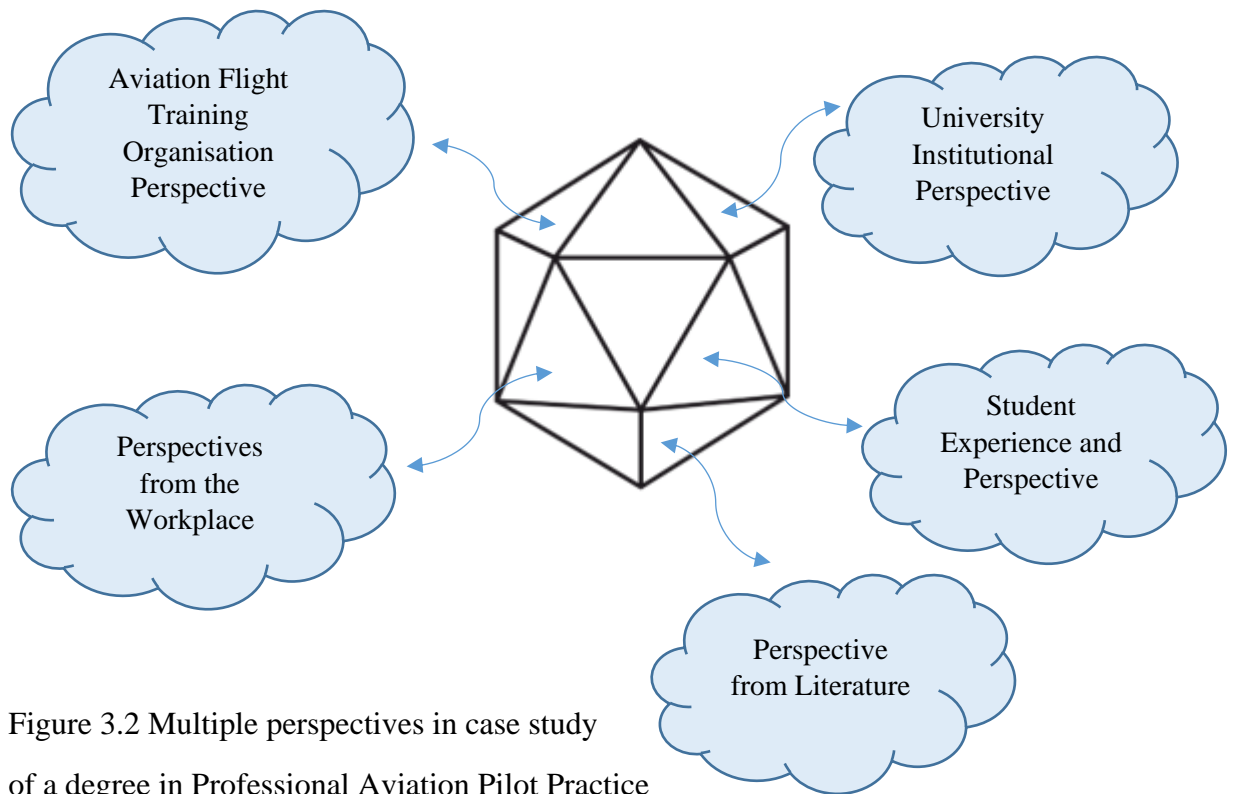 Aviation Flight
Training
Organisation
Perspective
University
Institutional
Perspective
Perspectives
from the
Workplace
Student
Experience and
Perspective
Perspective
from Literature
Figure 3.2 Multiple perspectives in case study
of a degree in Professional Aviation Pilot Practice